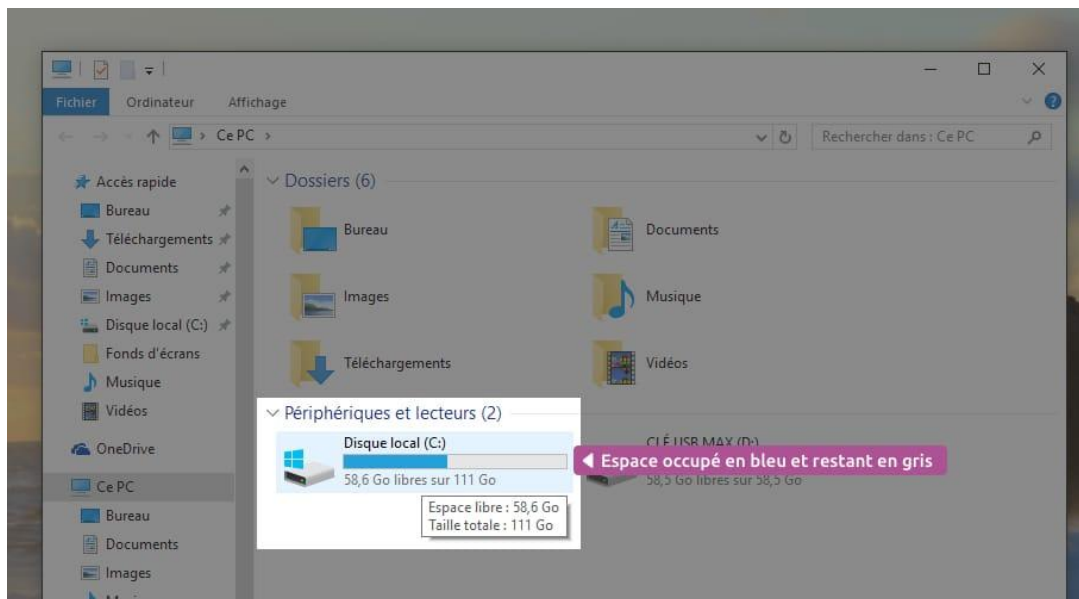 Fichier Ordinateur Affichage
Ce PC
Rechercher dans : Ce PC
Accès rapide
Bureau
Téléchargements
Documents
Images
Disque local (C:)
Fonds d'écrans
Musique
Vidéos
OneDrive
Ce PC
Bureau
Documents
Images
Dossiers (6)
Bureau
Documents
Images
Musique
Téléchargements
Vidéos
Périphériques et lecteurs (2)
Disque local (C:)
58,6 Go libres sur 111 Go
Espace libre : 58,6 Go
Taille totale : 111 Go
CLÉ USB MAX (D:)
Espace occupé en bleu et restant en gris
58,5 Go libres sur 58,5 Go